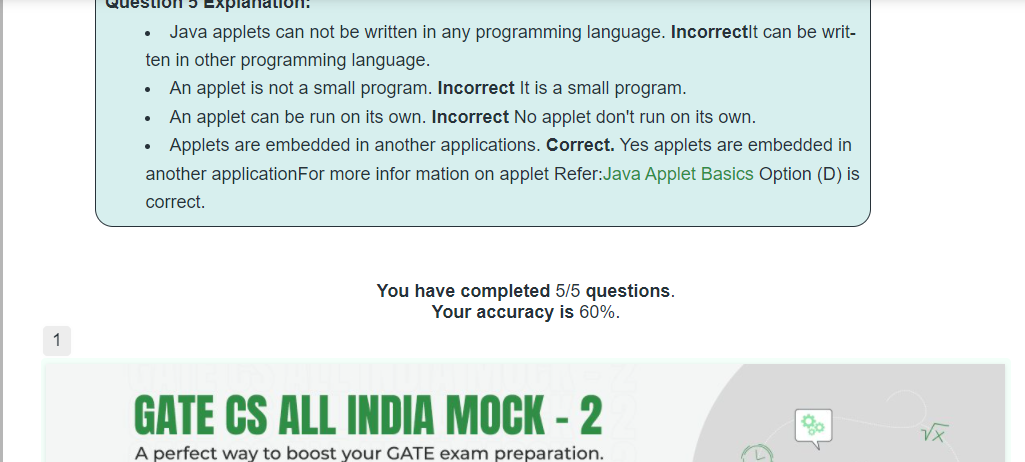 Question 5 Explanation:
• Java applets can not be written in any programming language. IncorrectIt can be writ-
ten in other programming language.
• An applet is not a small program. Incorrect It is a small program.
• An applet can be run on its own. Incorrect No applet don't run on its own.
• Applets are embedded in another applications. Correct. Yes applets are embedded in
another applicationFor more infor mation on applet Refer:Java Applet Basics Option (D) is
correct.
You have completed 5/5 questions.
Your accuracy is 60%.
1
GATE CS ALL INDIA MOCK - 2
A perfect way to boost your GATE exam preparation.
√x